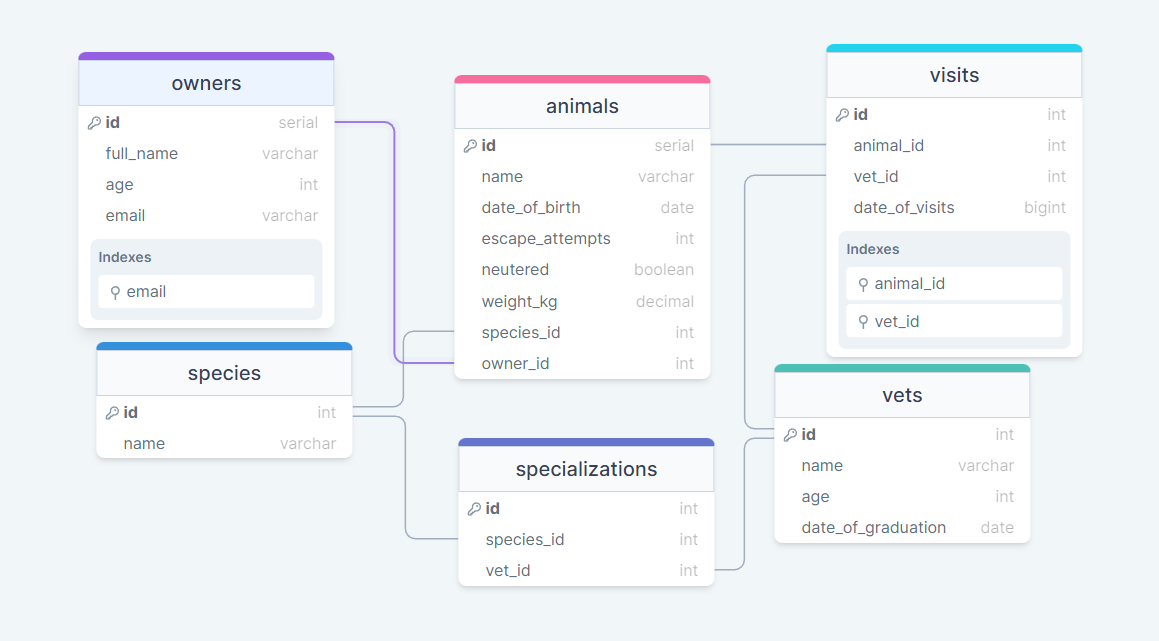 owners
id serial
full_name varchar
age int
email varchar
Indexes
email
species
id int
name varchar
animals
id serial
name varchar
date_of_birth date
escape_attempts int
neutered boolean
weight_kg decimal
species_id int
owner_id int
specializations
id int
species_id int
vet_id int
visits
id int
animal_id int
vet_id int
date_of_visits bigint
Indexes
animal_id
vet_id
vets
id int
name varchar
age int
date_of_graduation date